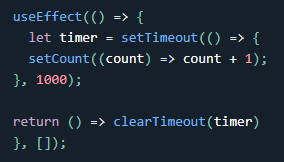 useEffect(() => {
  let timer = setTimeout(() => {
  setCount((count) => count + 1);
}, 1000);

return () => clearTimeout(timer)
  }, []);